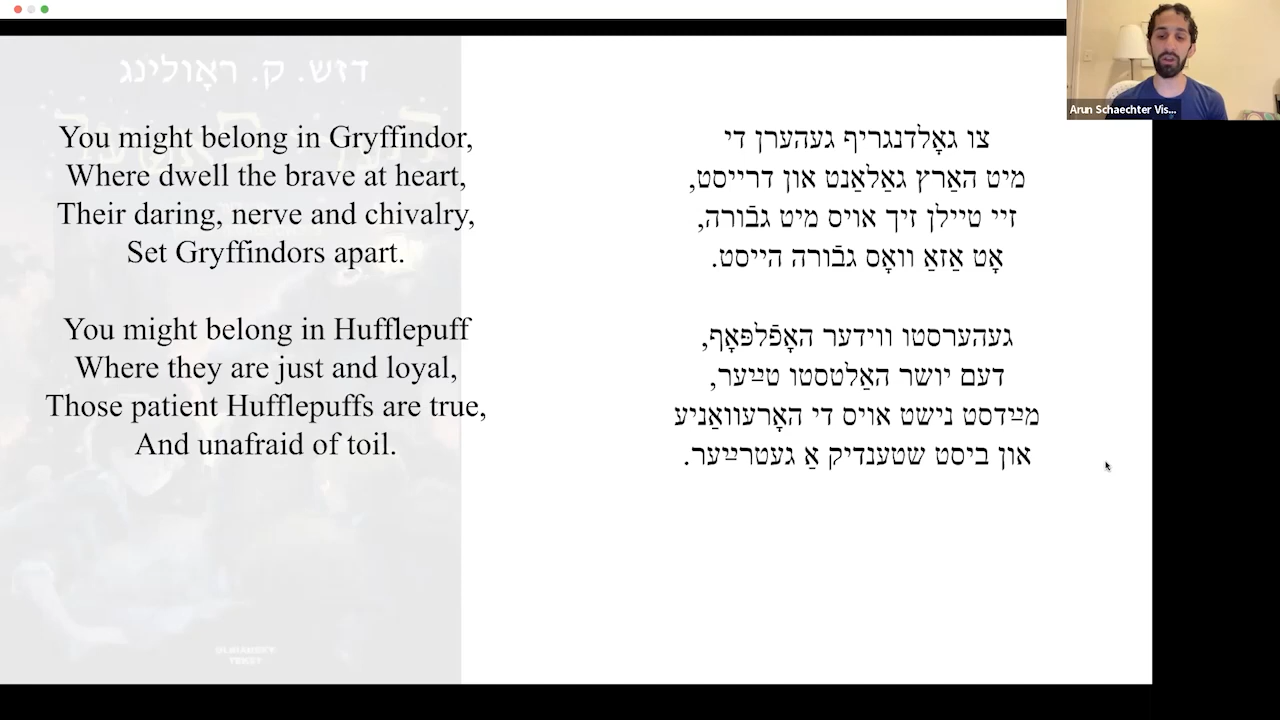 דזש. ק. ראָולינג
You might belong in Gryffindor,
Where dwell the brave at heart,
Their daring, nerve and chivalry,
Set Gryffindors apart.
You might belong in Hufflepuff
Where they are just and loyal,
Those patient Hufflepuffs are true,
And unafraid of toil.
צו גאָלדנגריף געהערן די
מיט האַרץ גאַלאַנט און דרייסט,
זיי טיילן זיך אויס מיט גבֿורה,
אָט אַזאַ וואָס גבֿורה הייסט.
געהערסטו ווידער האָפֿלפּאָף,
דעם יושר האַלטסטו טײַער,
מײַדסט נישט אויס די האָרעוואַניע
און ביסט שטענדיק אַ געטרײַער.
OLNIANSKY
TEKST
Arun Schaechter Vis...